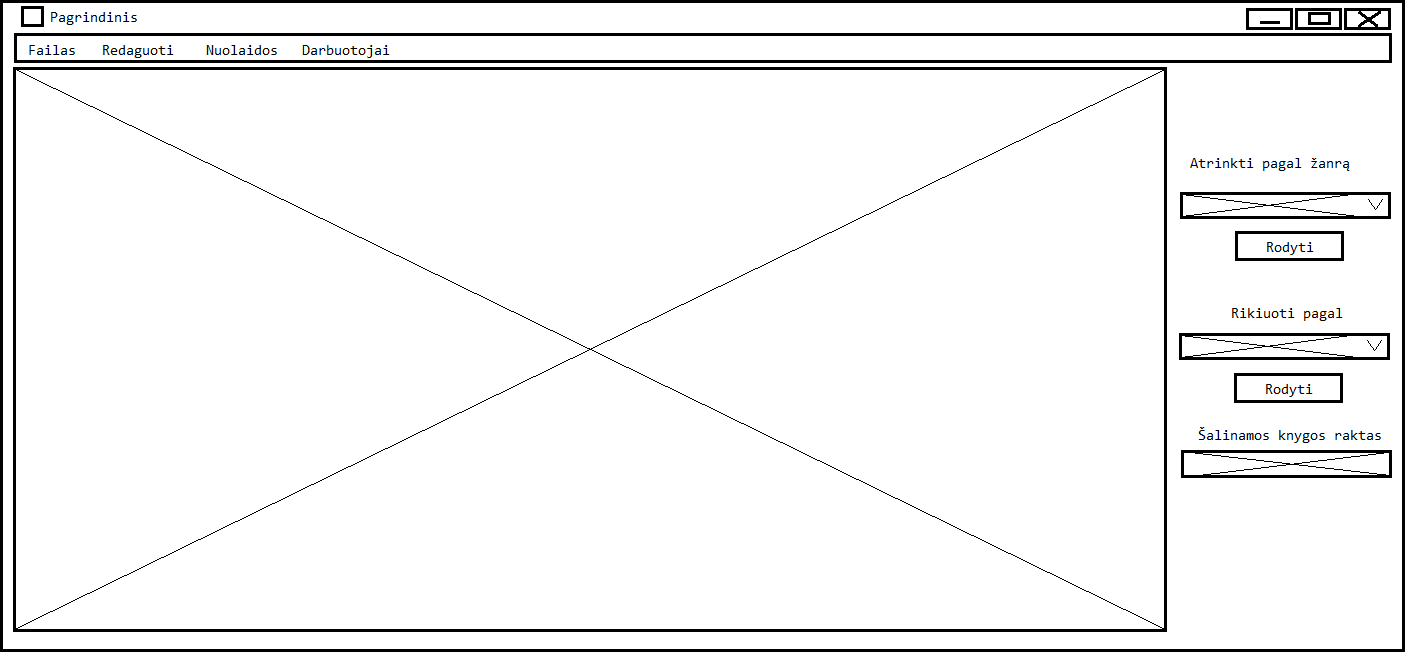 Pagrindinis
Failas Redaguoti Nuolaidos Darbuotojai
Atrinkti pagal žanrą
Rodyti
Rikiuoti pagal
Rodyti
Šalinamos knygos raktas